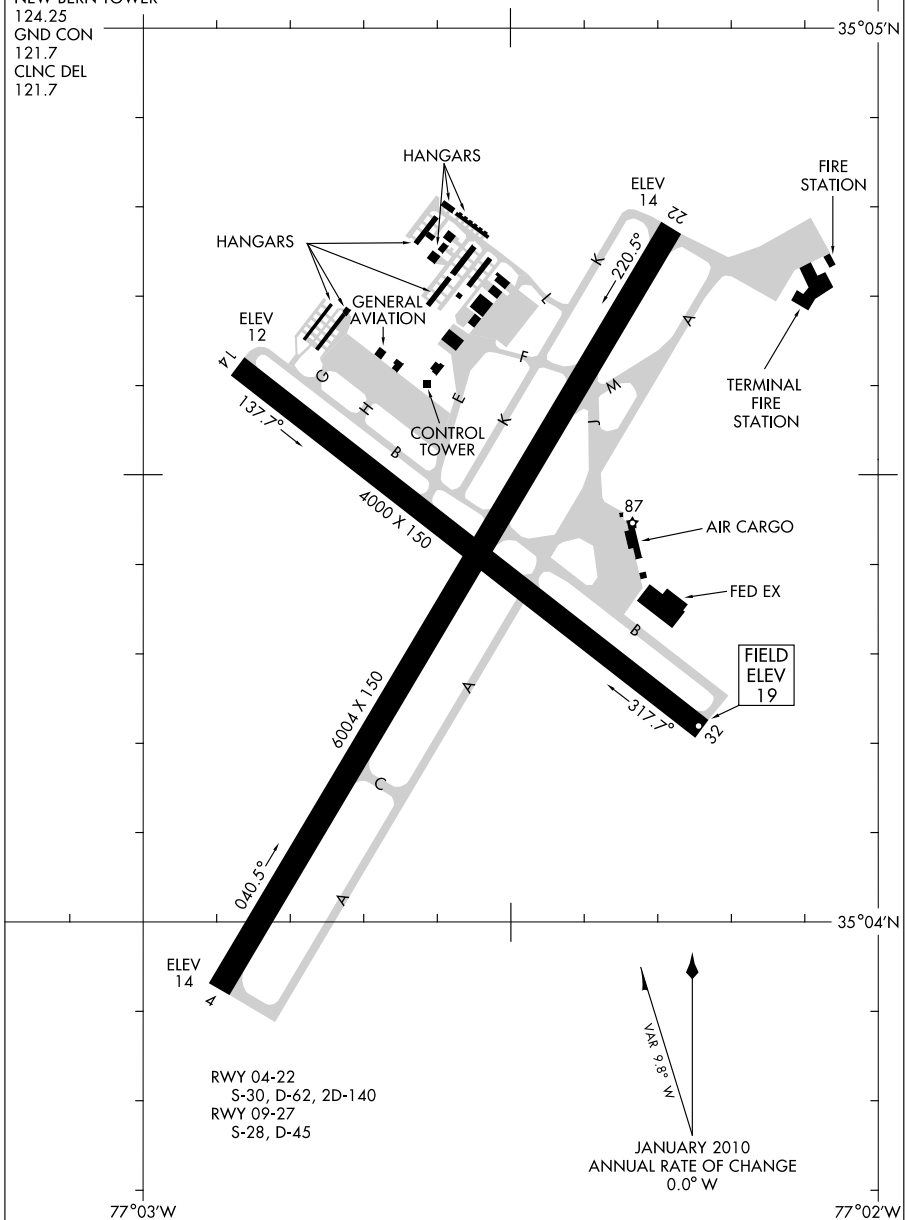 NEW BERN TOWER
124.25
GND CON
121.7
CLNC DEL
121.7
35°05'N
HANGARS
FIRE
STATION
ELEV
14
22
HANGARS
K
220.5°
L
GENERAL
AVIATION
A
ELEV
12
14
F
G
M
TERMINAL
FIRE
STATION
137.7°
H
E
K
J
CONTROL
TOWER
B
4000 X 150
87
AIR CARGO
FED EX
B
FIELD
ELEV
19
A
317.7°
32
6004 X 150
C
040.5°
A
35°04'N
ELEV
14
4
VAR 9.8° W
RWY 04-22
S-30, D-62, 2D-140
RWY 09-27
S-28, D-45
JANUARY 2010
ANNUAL RATE OF CHANGE
0.0° W
77°03'W
77°02'W